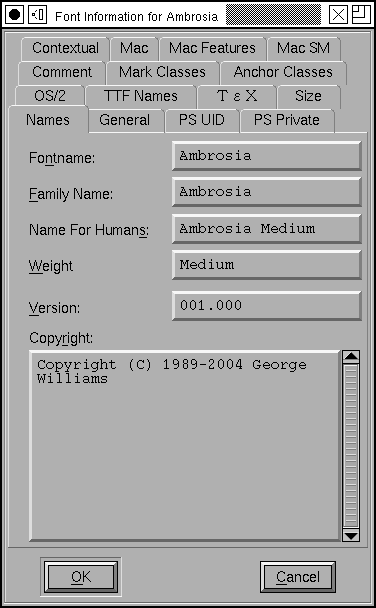 Font Information for Ambrosia
Contextual Mac Mac Features Mac SM
Comment Mark Classes Anchor Classes
OS/2 TTF Names Τ ε Χ Size
Names General PS UID PS Private
Fontname: Ambrosia
Family Name: Ambrosia
Name For Humans: Ambrosia Medium
Weight Medium
Version: 001.000
Copyright:
Copyright (C) 1989-2004 George
Williams
OK Cancel